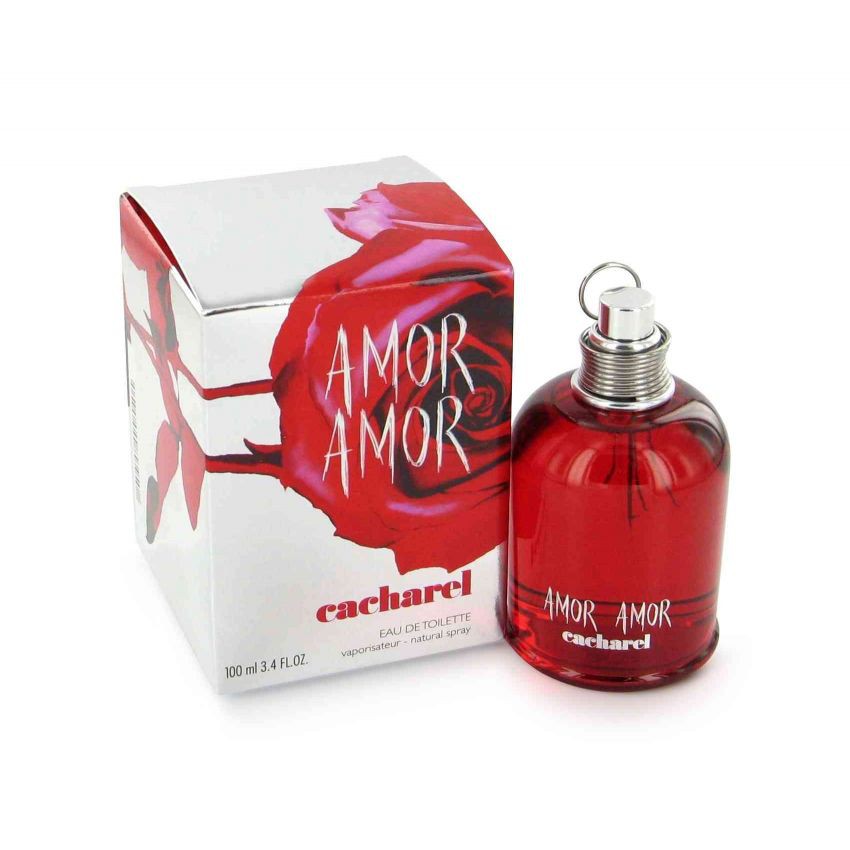 AMOR
AMOR
cacharel
EAU DE TOILETTE
vaporisateur - natural spray
100 ml 3.4 FL.OZ.
AMOR AMOR
cacharel